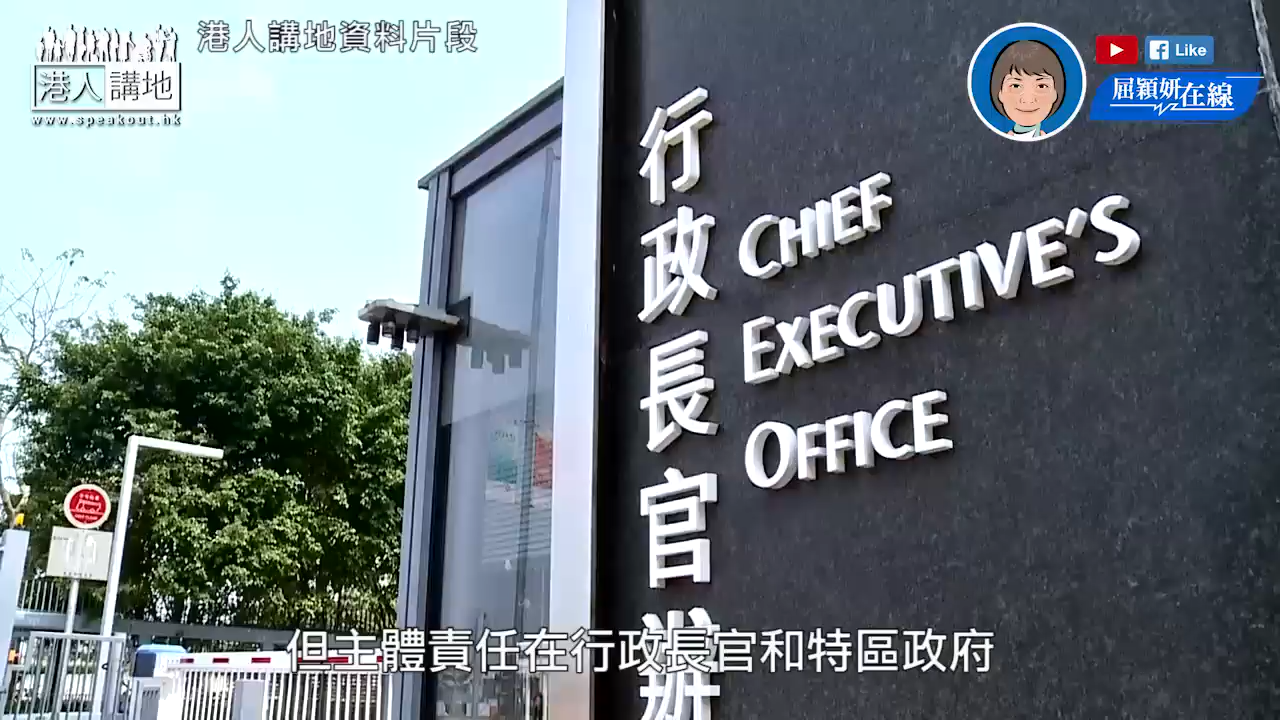 港人講地資料片段
港人講地
www.speakout.hk
Like
屈穎妍在線
行政長官辦
CHIEF
EXECUTIVE'S
OFFICE
但主體責任在行政長官和特區政府